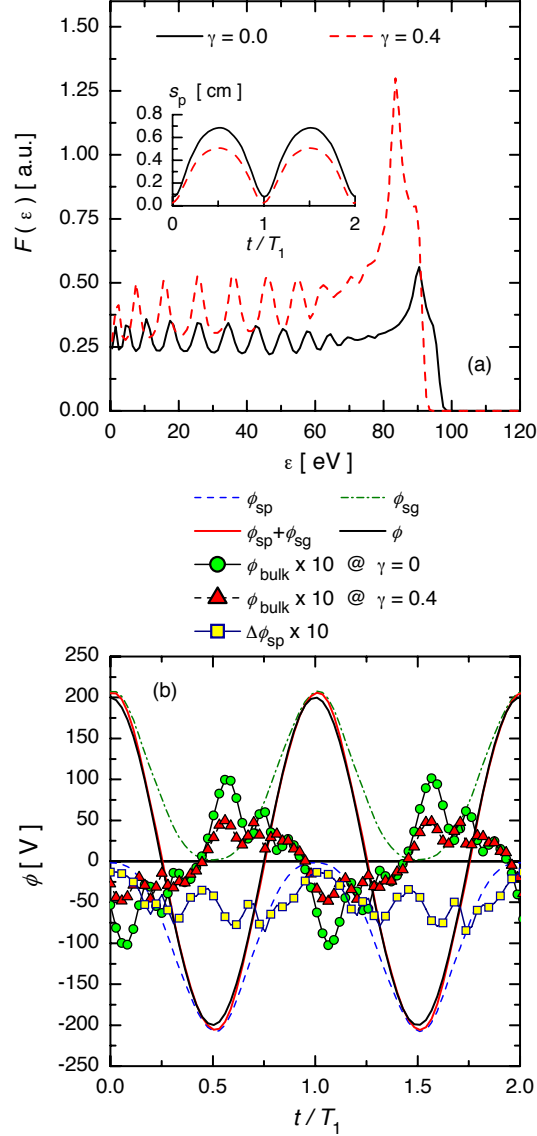 γ = 0.0 γ = 0.4
s_p [ cm ]
0.8
0.6
0.4
0.2
0.0
0 1 2
t / T_1
F ( ε ) [ a.u. ]
1.50
1.25
1.00
0.75
0.50
0.25
0.00
(a)
0 20 40 60 80 100 120
ε [ eV ]
ϕ_sp ϕ_sg
ϕ_sp+ϕ_sg ϕ
ϕ_bulk x 10 @ γ = 0
ϕ_bulk x 10 @ γ = 0.4
Δϕ_sp x 10
(b)
ϕ [ V ]
250
200
150
100
50
0
-50
-100
-150
-200
-250
0.0 0.5 1.0 1.5 2.0
t / T_1